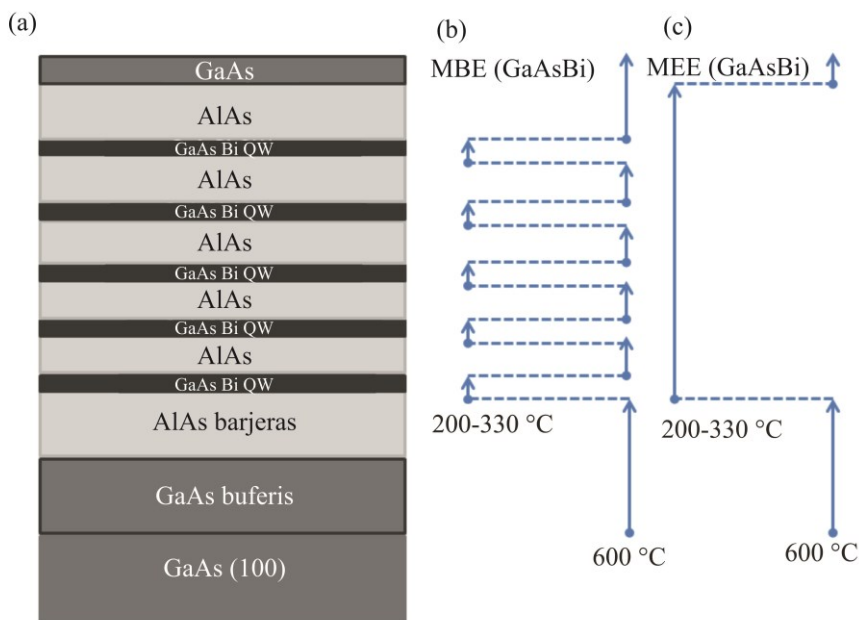 (a)
GaAs
AlAs
GaAs Bi QW
AlAs
GaAs Bi QW
AlAs
GaAs Bi QW
AlAs
GaAs Bi QW
AlAs
GaAs Bi QW
AlAs barjeras
GaAs buferis
GaAs (100)
(b)
MBE (GaAsBi)
200-330 °C
600 °C
(c)
MEE (GaAsBi)
200-330 °C
600 °C